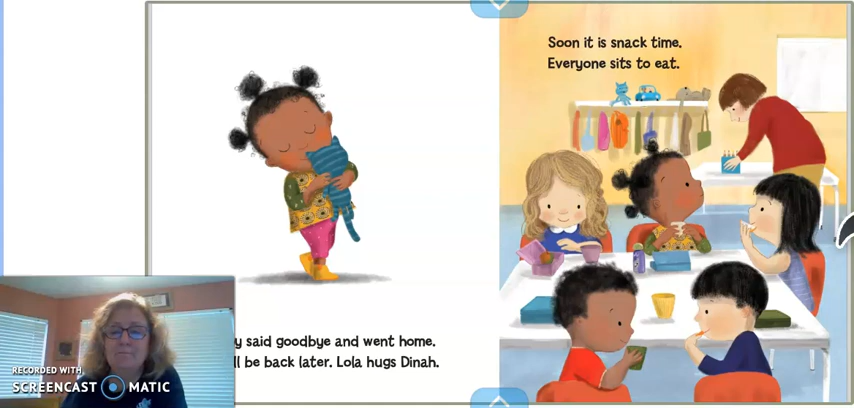 y said goodbye and went home.
ll be back later. Lola hugs Dinah.
Soon it is snack time.
Everyone sits to eat.
RECORDED WITH
SCREENCAST MATIC